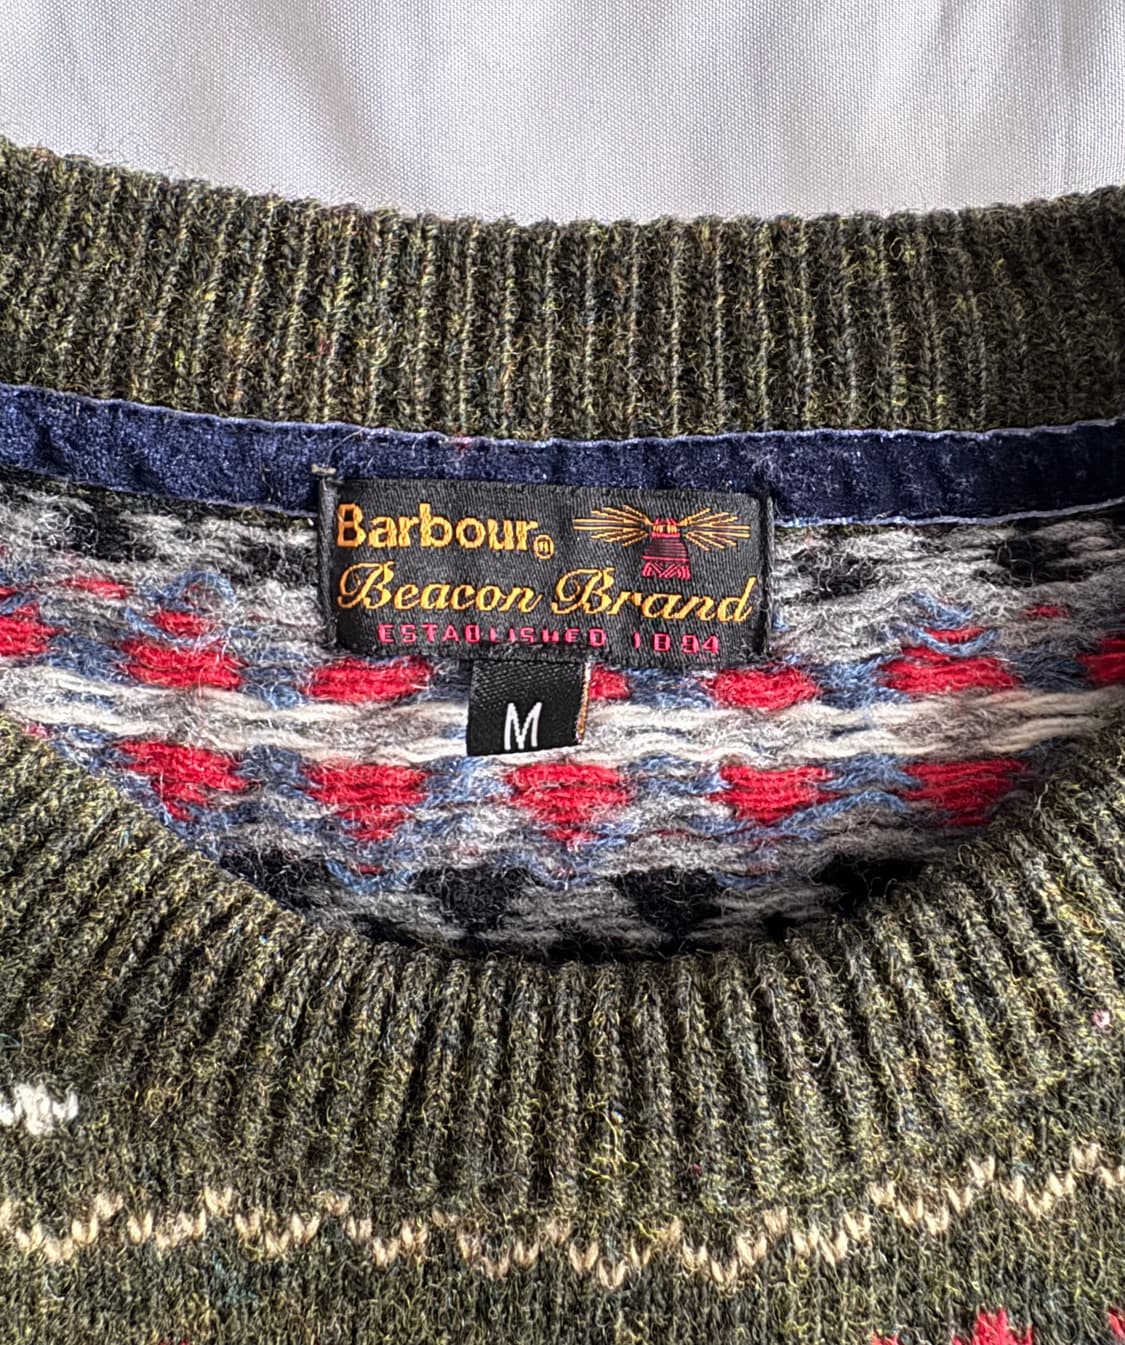 Barbour®
Beacon Brand
ESTABLISHED 1894
M